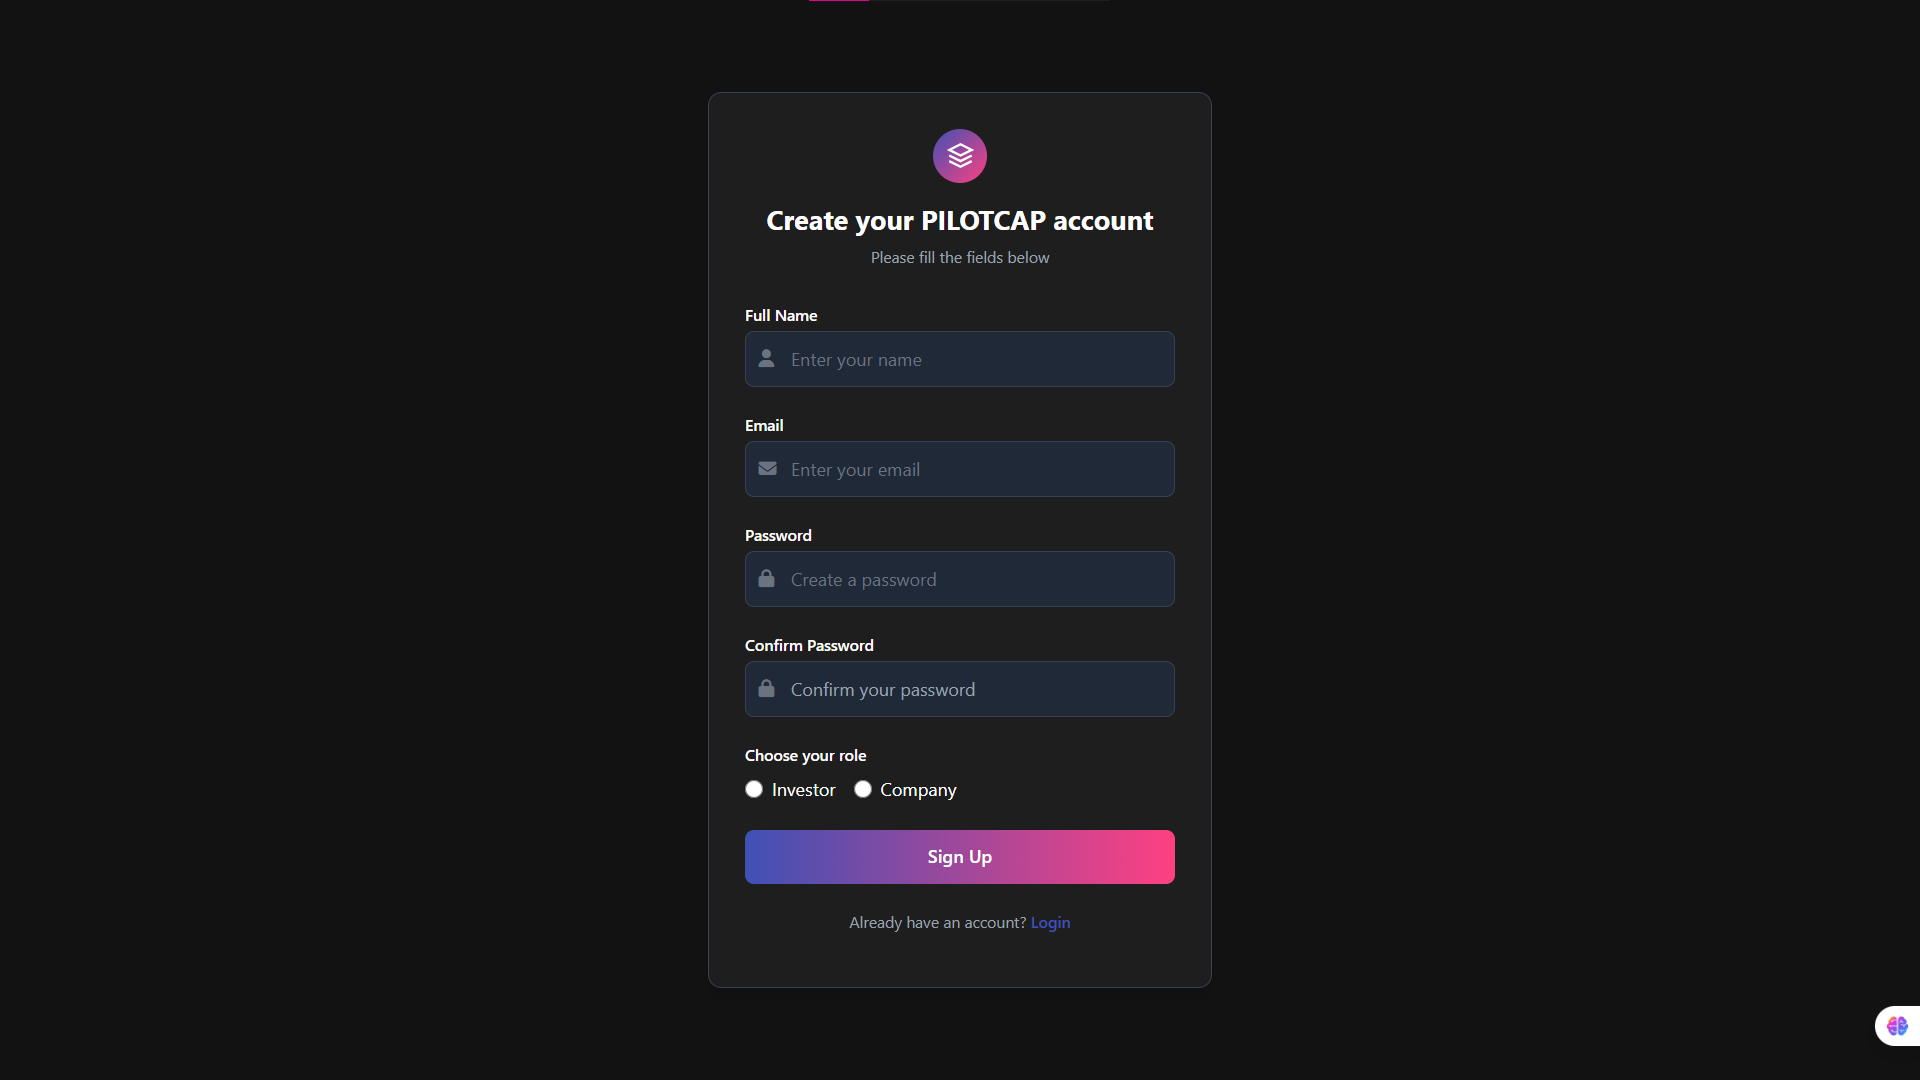 Create your PILOTCAP account
Please fill the fields below
Full Name
Enter your name
Email
Enter your email
Password
Create a password
Confirm Password
Confirm your password
Choose your role
Investor Company
Sign Up
Already have an account? Login